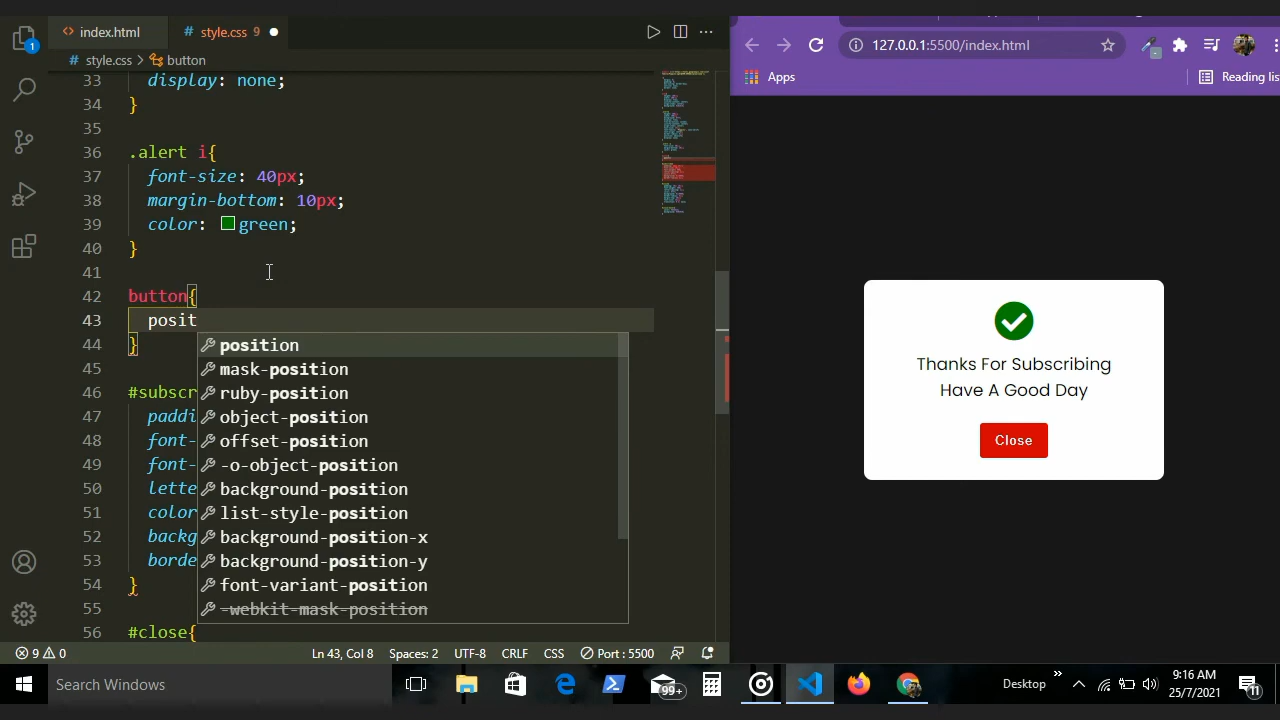 index.html
style.css 9
127.0.0.1:5500/index.html
style.css > button
Apps
Reading lis
33 display: none;
34 }
35
36 .alert i{
37 font-size: 40px;
38 margin-bottom: 10px;
39 color: green;
40 }
41
42 button{
43 posit
44 }
45
46 #subscr
47 paddi
48 font-
49 font-
50 lette
51 color
52 backg
53 borde
54 }
55
56 #close{
position
mask-position
ruby-position
object-position
offset-position
-o-object-position
background-position
list-style-position
background-position-x
background-position-y
font-variant-position
-webkit-mask-position
Thanks For Subscribing
Have A Good Day
Close
1
9 0
Ln 43, Col 8
Spaces: 2
UTF-8
CRLF
CSS
Port : 5500
Search Windows
99+
Desktop
9:16 AM
25/7/2021
11